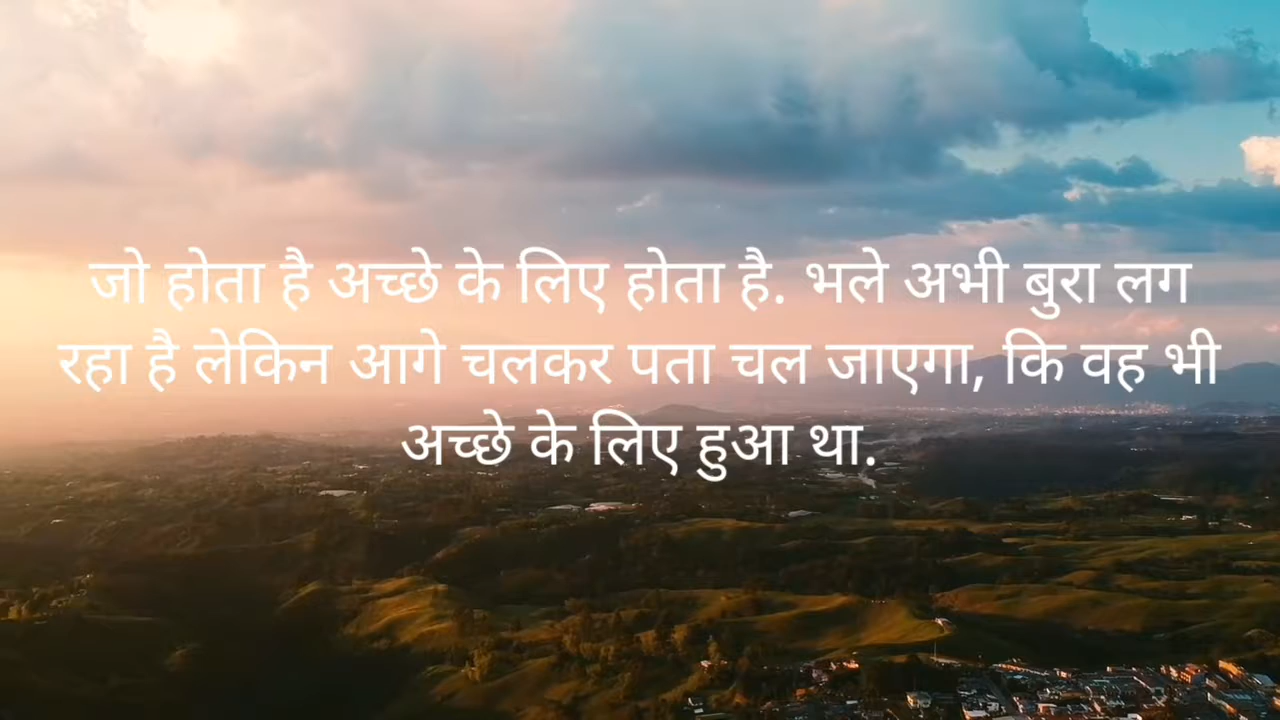 जो होता है अच्छे के लिए होता है. भले अभी बुरा लग
रहा है लेकिन आगे चलकर पता चल जाएगा, कि वह भी
अच्छे के लिए हुआ था.